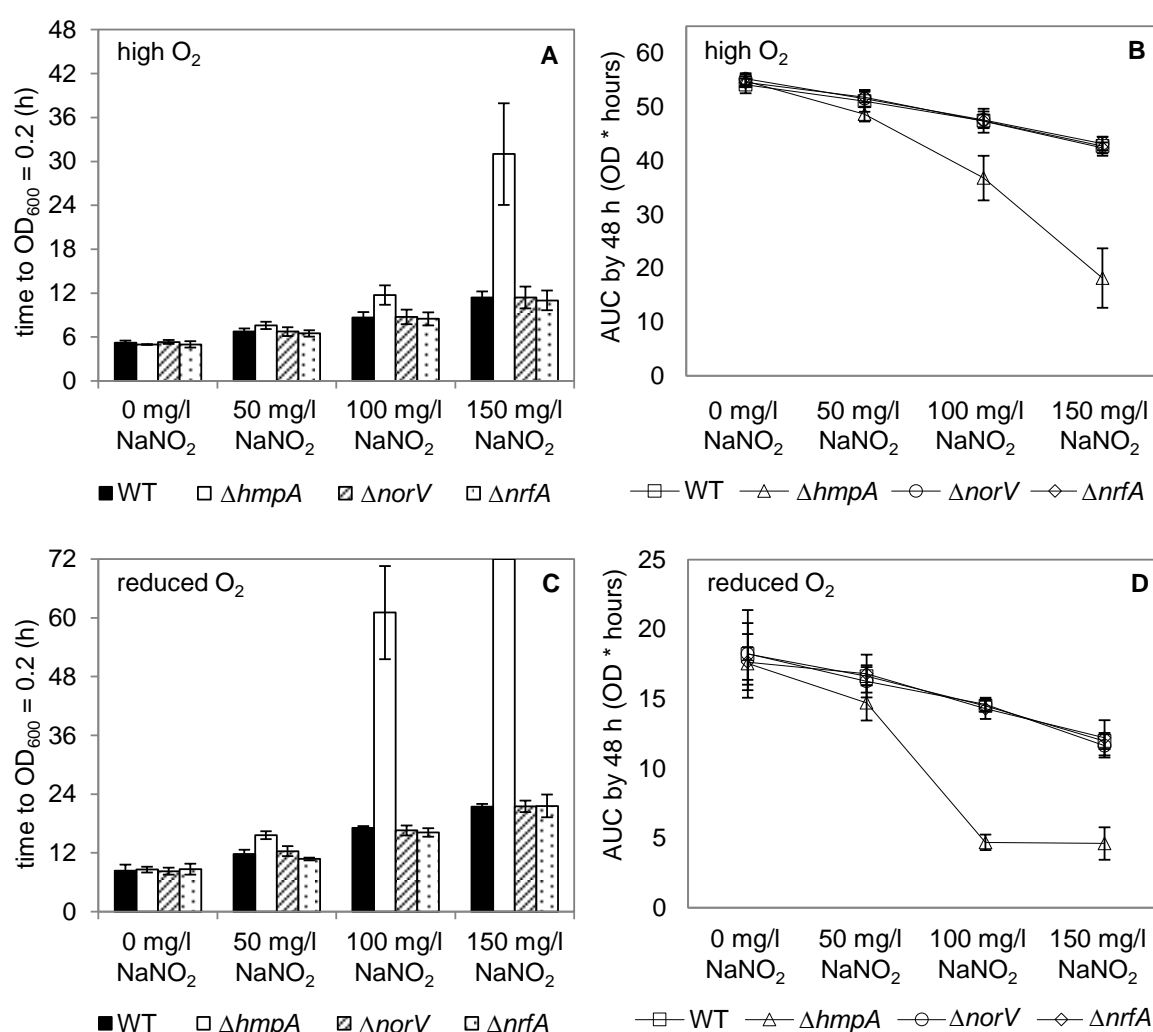 high O₂
A
time to OD₆₀₀ = 0.2 (h)
48
42
36
30
24
18
12
6
0
0 mg/l NaNO₂
50 mg/l NaNO₂
100 mg/l NaNO₂
150 mg/l NaNO₂
WT ΔhmpA ΔnorV ΔnrfA
high O₂
B
AUC by 48 h (OD * hours)
60
50
40
30
20
10
0
0 mg/l NaNO₂
50 mg/l NaNO₂
100 mg/l NaNO₂
150 mg/l NaNO₂
WT ΔhmpA ΔnorV ΔnrfA
reduced O₂
C
time to OD₆₀₀ = 0.2 (h)
72
60
48
36
24
12
0
0 mg/l NaNO₂
50 mg/l NaNO₂
100 mg/l NaNO₂
150 mg/l NaNO₂
WT ΔhmpA ΔnorV ΔnrfA
reduced O₂
D
AUC by 48 h (OD * hours)
25
20
15
10
5
0
0 mg/l NaNO₂
50 mg/l NaNO₂
100 mg/l NaNO₂
150 mg/l NaNO₂
WT ΔhmpA ΔnorV ΔnrfA